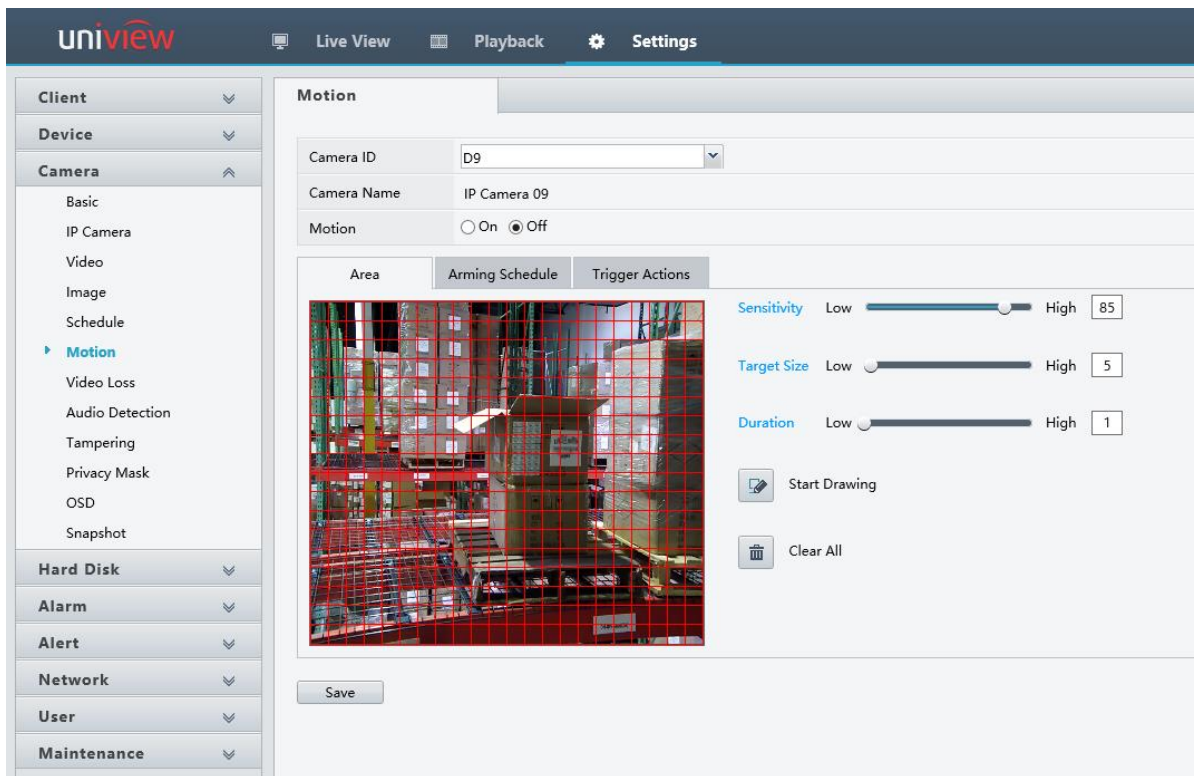 uniview
Live View
Playback
Settings
Client
Device
Camera
Basic
IP Camera
Video
Image
Schedule
Motion
Video Loss
Audio Detection
Tampering
Privacy Mask
OSD
Snapshot
Hard Disk
Alarm
Alert
Network
User
Maintenance
Motion
Camera ID D9
Camera Name IP Camera 09
Motion On Off
Area Arming Schedule Trigger Actions
Sensitivity Low High 85
Target Size Low High 5
Duration Low High 1
Start Drawing
Clear All
Save